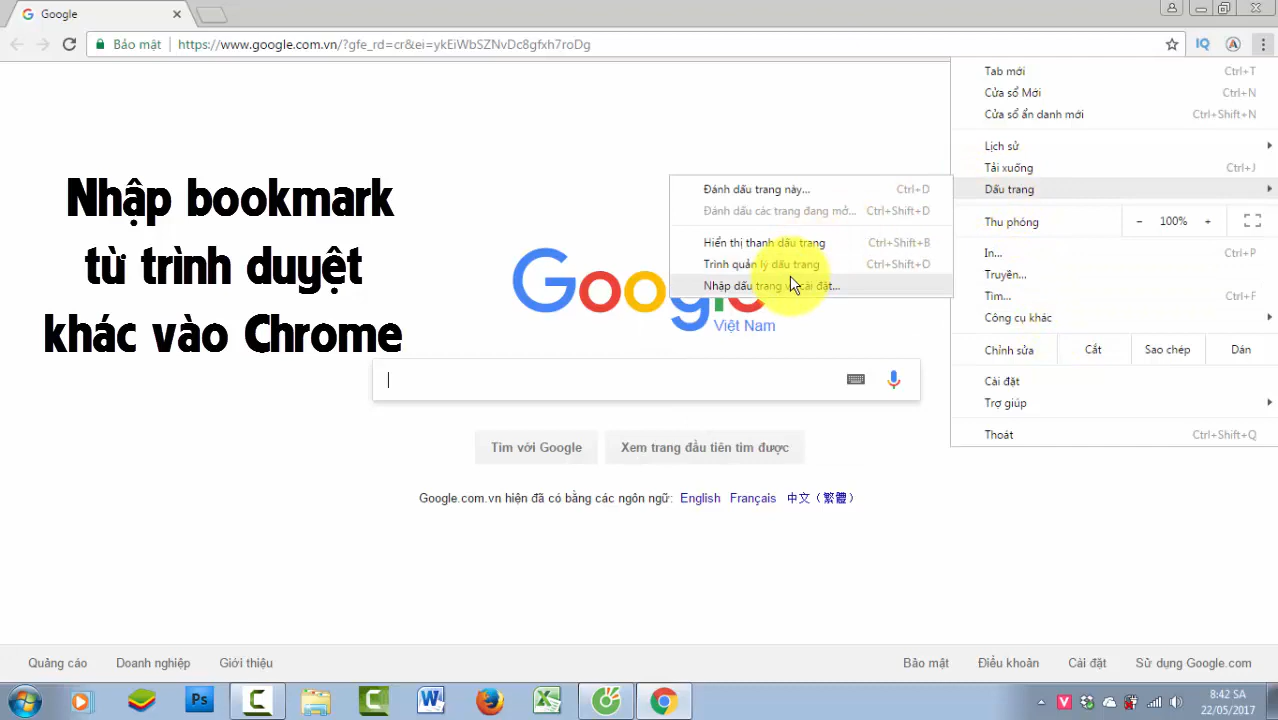 Google
Bảo mật
https://www.google.com.vn/?gfe_rd=cr&ei=ykEiWbSZNvDc8gfxh7roDg
IQ
Tab mới Ctrl+T
Cửa sổ Mới Ctrl+N
Cửa sổ ẩn danh mới Ctrl+Shift+N
Lịch sử
Tải xuống Ctrl+J
Dấu trang
Thu phóng - 100% +
In... Ctrl+P
Truyền...
Tìm... Ctrl+F
Công cụ khác
Chỉnh sửa Cắt Sao chép Dán
Cài đặt
Trợ giúp
Thoát Ctrl+Shift+Q
Đánh dấu trang này... Ctrl+D
Đánh dấu các trang đang mở... Ctrl+Shift+D
Hiển thị thanh dấu trang Ctrl+Shift+B
Trình quản lý dấu trang Ctrl+Shift+O
Nhập dấu trang và cài đặt...
Nhập bookmark
từ trình duyệt
khác vào Chrome
Google
Việt Nam
Tìm với Google
Xem trang đầu tiên tìm được
Google.com.vn hiện đã có bằng các ngôn ngữ: English Français 中文（繁體）
Quảng cáo Doanh nghiệp Giới thiệu
Bảo mật Điều khoản Cài đặt Sử dụng Google.com
Ps
8:42 SA
22/05/2017